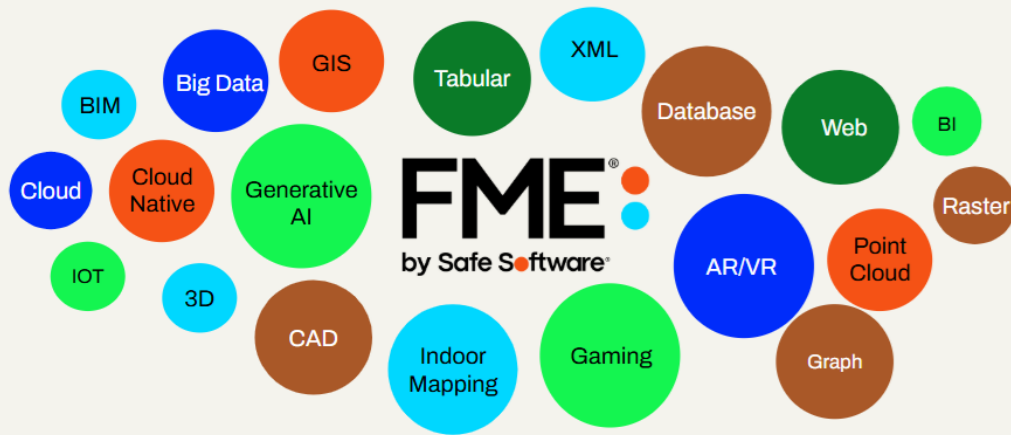 GIS
Tabular
XML
Big Data
BIM
Database
Web
BI
Cloud
Cloud
Native
Generative
AI
FME®
by Safe Software®
Raster
AR/VR
Point
Cloud
IOT
3D
CAD
Indoor
Mapping
Gaming
Graph